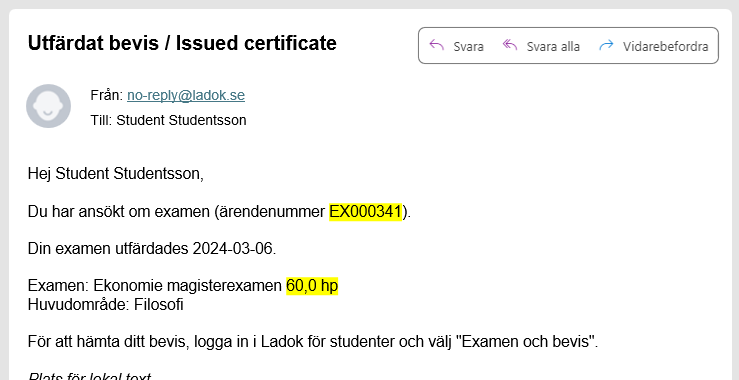 Utfärdat bevis / Issued certificate
Svara
Svara alla
Vidarebefordra
Från: no-reply@ladok.se
Till: Student Studentsson
Hej Student Studentsson,
Du har ansökt om examen (ärendenummer EX000341).
Din examen utfärdades 2024-03-06.
Examen: Ekonomie magisterexamen 60,0 hp
Huvudområde: Filosofi
För att hämta ditt bevis, logga in i Ladok för studenter och välj "Examen och bevis".
Plats för lokal text